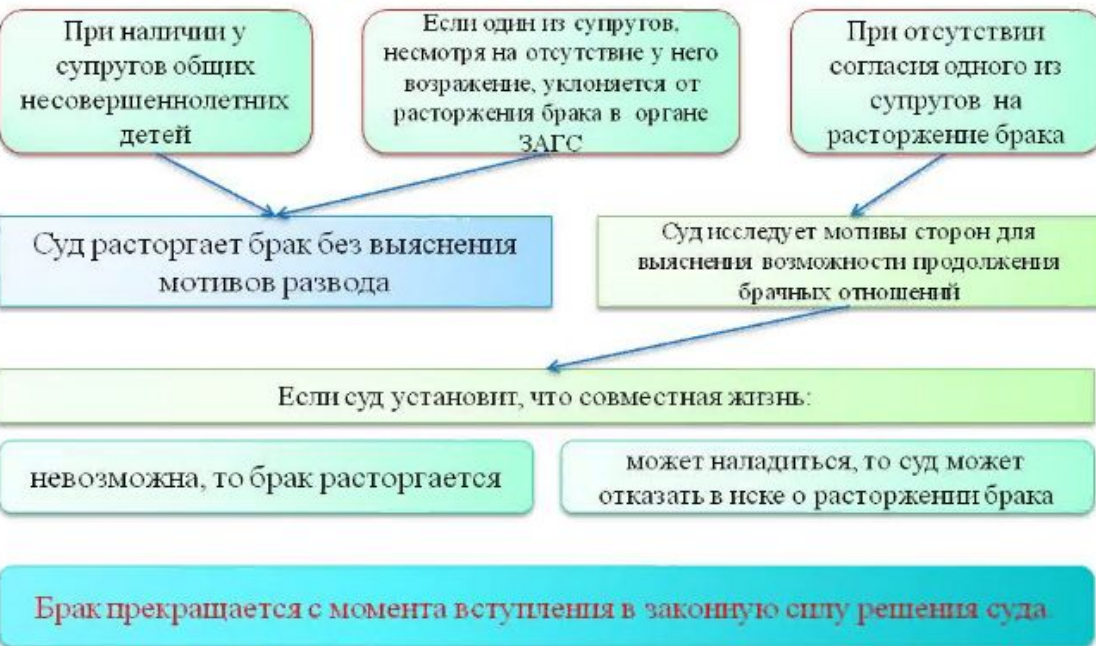 При наличии у
супругов общих
несовершеннолетних
детей
Если один из супругов,
несмотря на отсутствие у него
возражение, уклоняется от
расторжения брака в органе
ЗАГС
При отсутствии
согласия одного из
супругов на
расторжение брака
Суд расторгает брак без выяснения
мотивов развода
Суд исследует мотивы сторон для
выяснения возможности продолжения
брачных отношений
Если суд установит, что совместная жизнь:
невозможна, то брак расторгается
может наладиться, то суд может
отказать в иске о расторжении брака
Брак прекращается с момента вступления в законную силу решения суда.